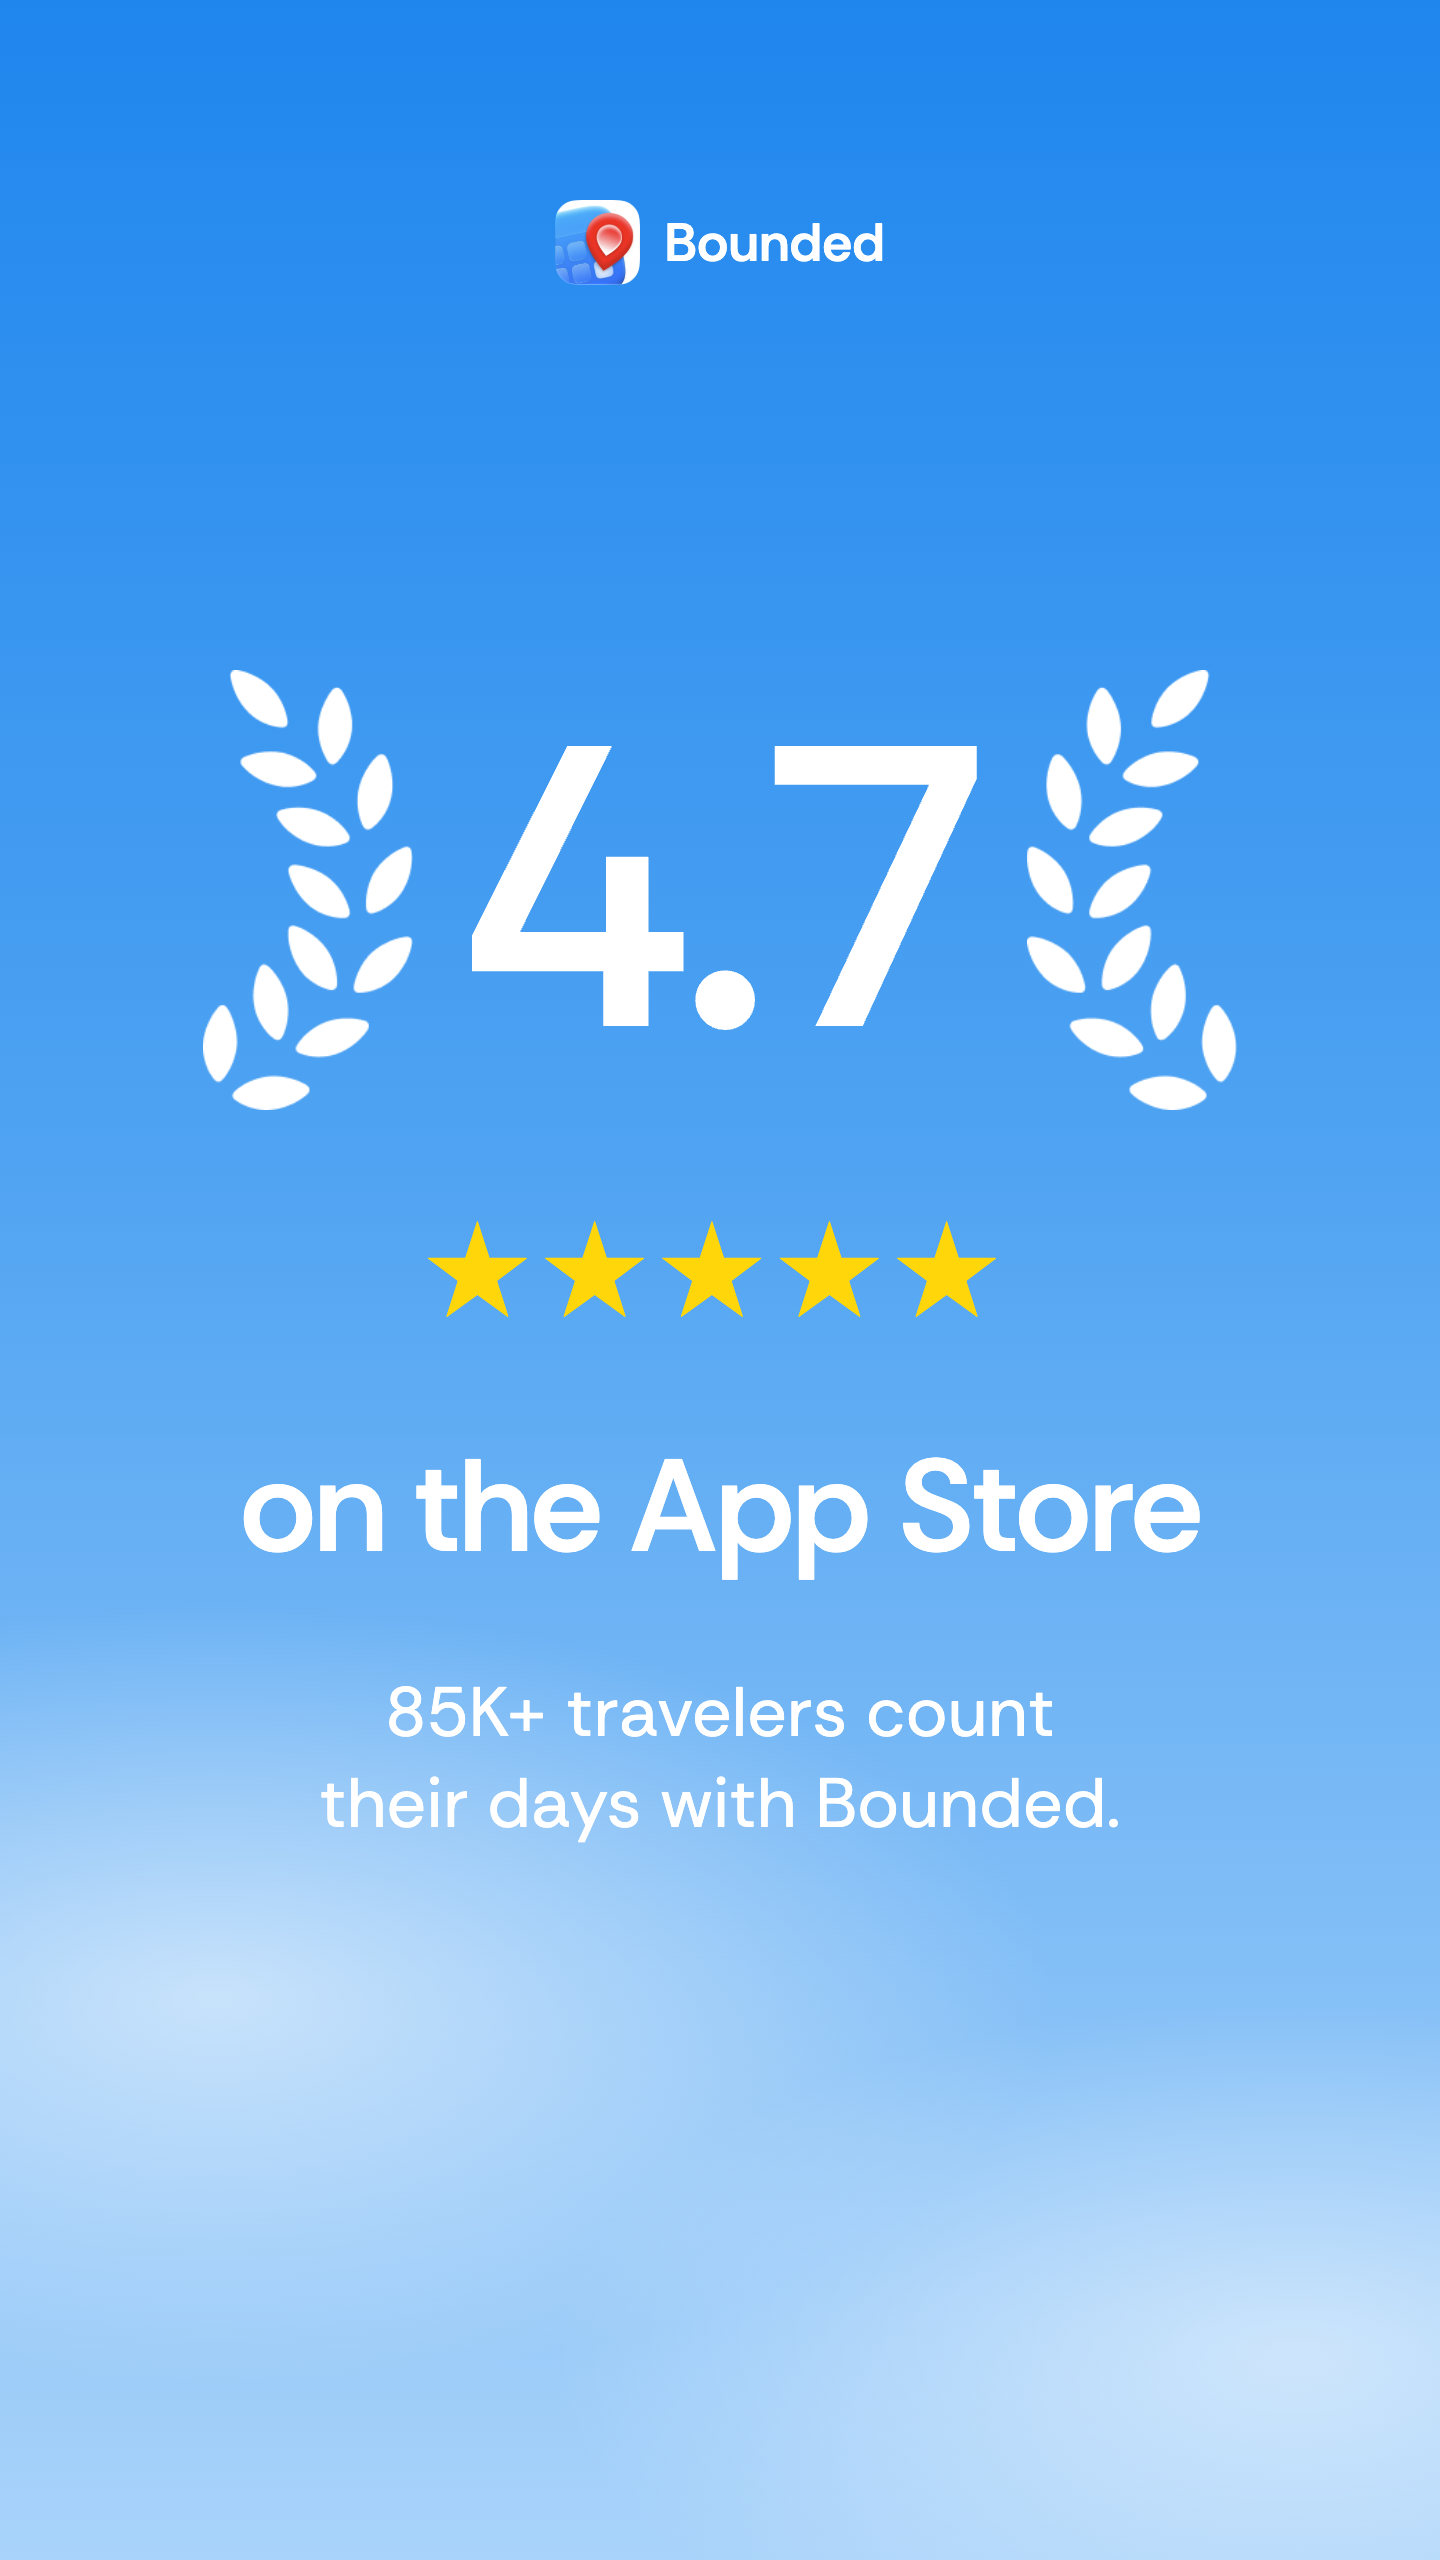 Bounded
4.7
on the App Store
85K+ travelers count
their days with Bounded.